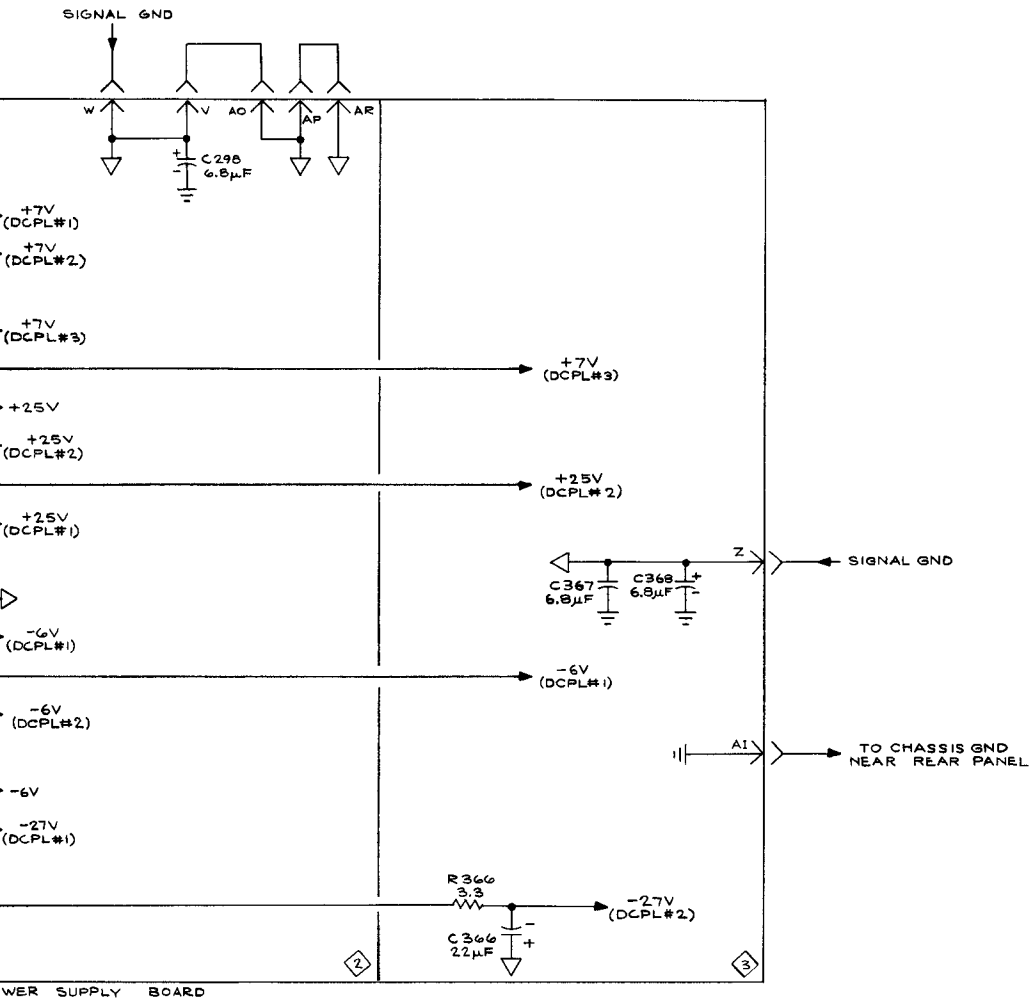 SIGNAL GND
W V AO AP AR
+
-
C298
6.8µF
+7V
(DCPL#1)
+7V
(DCPL#2)
+7V
(DCPL#3)
+7V
(DCPL#3)
+25V
+25V
(DCPL#2)
+25V
(DCPL#2)
+25V
(DCPL#1)
Z
SIGNAL GND
C367
6.8µF
C368
6.8µF
+
-
-6V
(DCPL#1)
-6V
(DCPL#1)
-6V
(DCPL#2)
AI
TO CHASSIS GND
NEAR REAR PANEL
-6V
-27V
(DCPL#1)
R366
3.3
-27V
(DCPL#2)
C366
22µF
-
+
2
3
WER SUPPLY BOARD